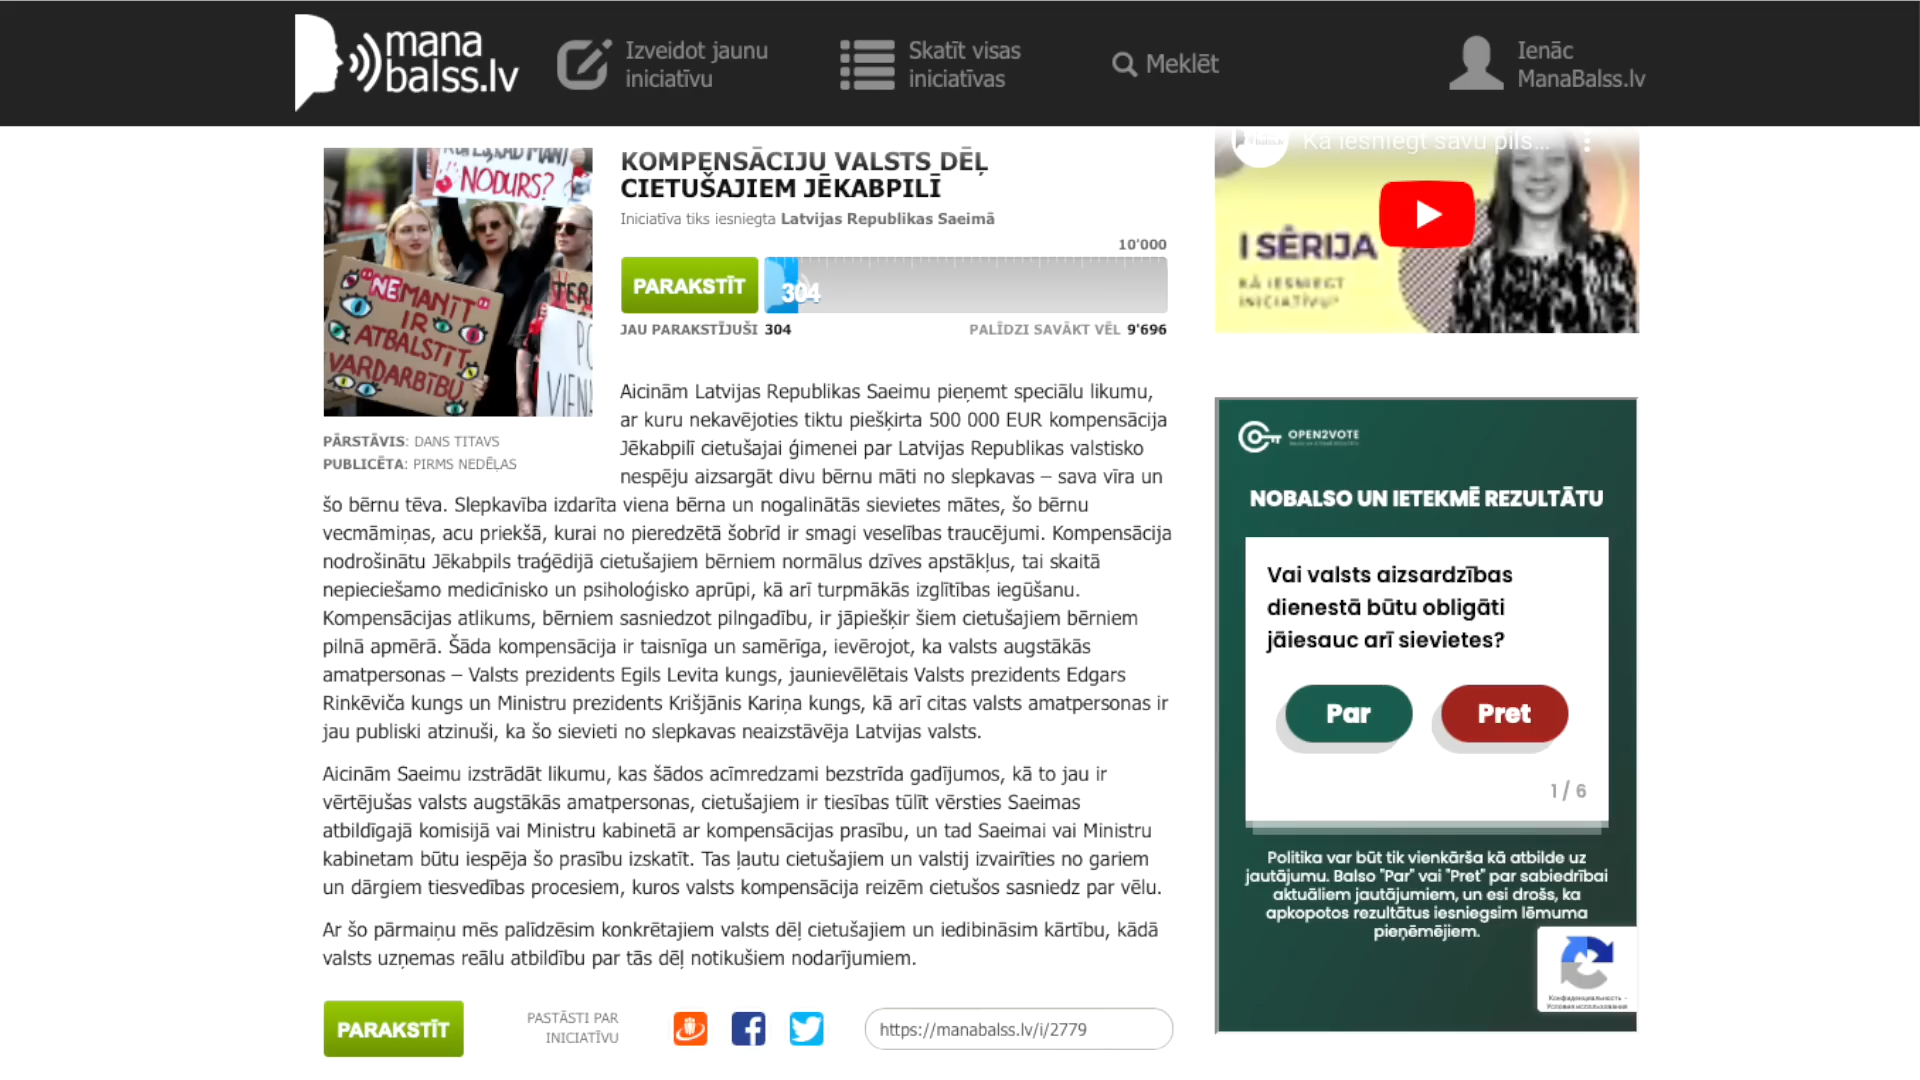 mana
balss.lv
Izveidot jaunu
iniciatīvu
Skatīt visas
iniciatīvas
Meklēt
Ienāc
ManaBalss.lv
NODURS?
"NEMANĪT"
IR
ATBALSTĪT
VARDARBĪBU
PĀRSTĀVIS: DANS TITAVS
PUBLICĒTA: PIRMS NEDĒĻAS
KOMPENSĀCIJU VALSTS DĒĻ
CIETUŠAJIEM JĒKABPILĪ
Iniciatīva tiks iesniegta Latvijas Republikas Saeimā
10'000
PARAKSTĪT
304
JAU PARAKSTĪJUŠI 304
PALĪDZI SAVĀKT VĒL 9'696
Aicinām Latvijas Republikas Saeimu pieņemt speciālu likumu,
ar kuru nekavējoties tiktu piešķirta 500 000 EUR kompensācija
Jēkabpilī cietušajai ģimenei par Latvijas Republikas valstisko
nespēju aizsargāt divu bērnu māti no slepkavas – sava vīra un
šo bērnu tēva. Slepkavība izdarīta viena bērna un nogalinātās sievietes mātes, šo bērnu
vecmāmiņas, acu priekšā, kurai no pieredzētā šobrīd ir smagi veselības traucējumi. Kompensācija
nodrošinātu Jēkabpils traģēdijā cietušajiem bērniem normālus dzīves apstākļus, tai skaitā
nepieciešamo medicīnisko un psiholoģisko aprūpi, kā arī turpmākās izglītības iegūšanu.
Kompensācijas atlikums, bērniem sasniedzot pilngadību, ir jāpiešķir šiem cietušajiem bērniem
pilnā apmērā. Šāda kompensācija ir taisnīga un samērīga, ievērojot, ka valsts augstākās
amatpersonas – Valsts prezidents Egils Levita kungs, jaunievēlētais Valsts prezidents Edgars
Rinkēviča kungs un Ministru prezidents Krišjānis Kariņa kungs, kā arī citas valsts amatpersonas ir
jau publiski atzinuši, ka šo sievieti no slepkavas neaizstāvēja Latvijas valsts.
Aicinām Saeimu izstrādāt likumu, kas šādos acīmredzami bezstrīda gadījumos, kā to jau ir
vērtējušas valsts augstākās amatpersonas, cietušajiem ir tiesības tūlīt vērsties Saeimas
atbildīgajā komisijā vai Ministru kabinetā ar kompensācijas prasību, un tad Saeimai vai Ministru
kabinetam būtu iespēja šo prasību izskatīt. Tas ļautu cietušajiem un valstij izvairīties no gariem
un dārgiem tiesvedības procesiem, kuros valsts kompensācija reizēm cietušos sasniedz par vēlu.
Ar šo pārmaiņu mēs palīdzēsim konkrētajiem valsts dēļ cietušajiem un iedibināsim kārtību, kādā
valsts uzņemas reālu atbildību par tās dēļ notikušiem nodarījumiem.
PARAKSTĪT
PASTĀSTI PAR
INICIATĪVU
https://manabalss.lv/i/2779
Kā iesniegt savu pils...
I SĒRIJA
KĀ IESNIEGT
INICIATĪVU?
OPEN2VOTE
NOBALSO UN IETEKMĒ REZULTĀTU
Vai valsts aizsardzības
dienestā būtu obligāti
jāiesauc arī sievietes?
Par
Pret
1 / 6
Politika var būt tik vienkārša kā atbilde uz
jautājumu. Balso "Par" vai "Pret" par sabiedrībai
aktuāliem jautājumiem, un esi drošs, ka
apkopotos rezultātus iesniegsim lēmuma
pieņēmējiem.
Конфиденциальность -
Условия использования